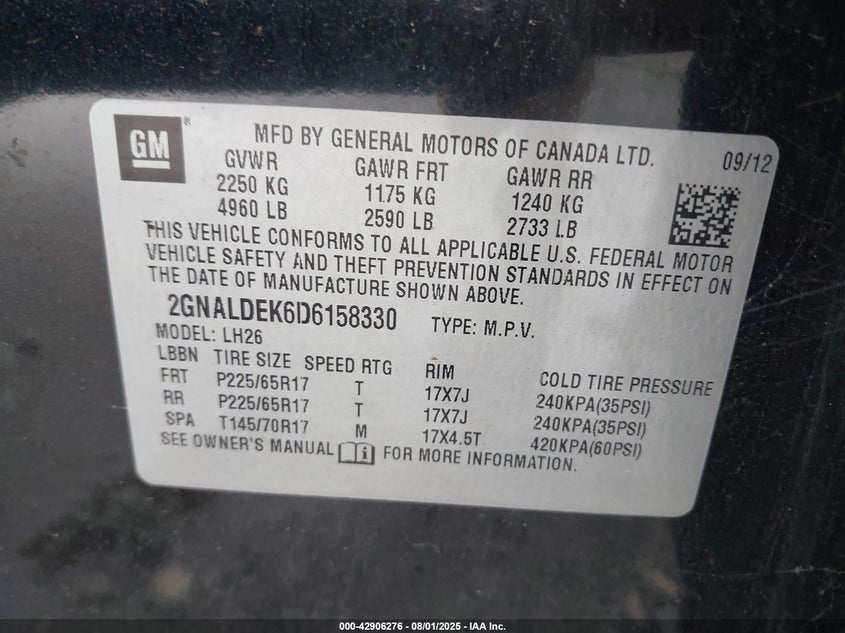 GM ®
MFD BY GENERAL MOTORS OF CANADA LTD. 09/12
GVWR GAWR FRT GAWR RR
2250 KG 1175 KG 1240 KG
4960 LB 2590 LB 2733 LB
THIS VEHICLE CONFORMS TO ALL APPLICABLE U.S. FEDERAL MOTOR
VEHICLE SAFETY AND THEFT PREVENTION STANDARDS IN EFFECT ON
THE DATE OF MANUFACTURE SHOWN ABOVE.
2GNALDEK6D6158330 TYPE: M.P.V.
MODEL: LH26
LBBN TIRE SIZE SPEED RTG RIM COLD TIRE PRESSURE
FRT P225/65R17 T 17X7J 240KPA(35PSI)
RR P225/65R17 T 17X7J 240KPA(35PSI)
SPA T145/70R17 M 17X4.5T 420KPA(60PSI)
SEE OWNER'S MANUAL i FOR MORE INFORMATION.
000-42906276 - 08/01/2025 - IAA Inc.